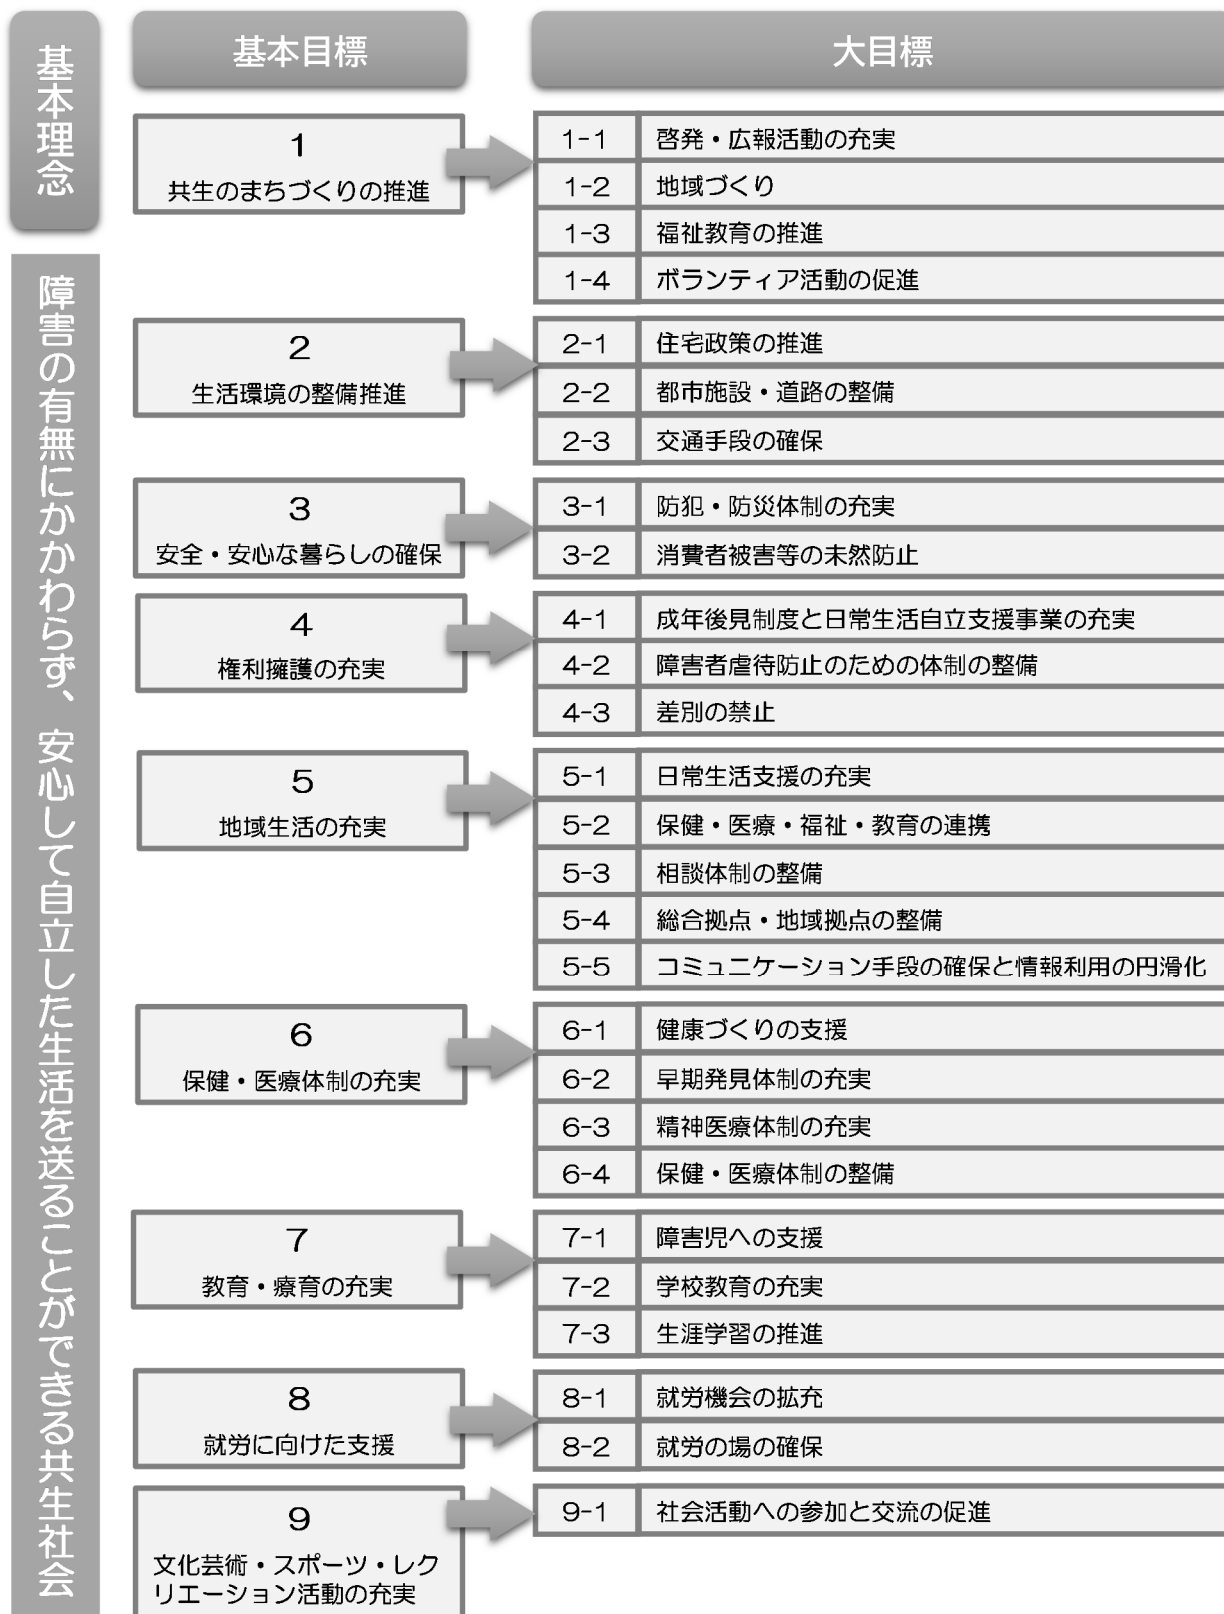 基本理念
障害の有無にかかわらず、安心して自立した生活を送ることができる共生社会
基本目標
大目標
1
共生のまちづくりの推進
1-1 啓発・広報活動の充実
1-2 地域づくり
1-3 福祉教育の推進
1-4 ボランティア活動の促進
2
生活環境の整備推進
2-1 住宅政策の推進
2-2 都市施設・道路の整備
2-3 交通手段の確保
3
安全・安心な暮らしの確保
3-1 防犯・防災体制の充実
3-2 消費者被害等の未然防止
4
権利擁護の充実
4-1 成年後見制度と日常生活自立支援事業の充実
4-2 障害者虐待防止のための体制の整備
4-3 差別の禁止
5
地域生活の充実
5-1 日常生活支援の充実
5-2 保健・医療・福祉・教育の連携
5-3 相談体制の整備
5-4 総合拠点・地域拠点の整備
5-5 コミュニケーション手段の確保と情報利用の円滑化
6
保健・医療体制の充実
6-1 健康づくりの支援
6-2 早期発見体制の充実
6-3 精神医療体制の充実
6-4 保健・医療体制の整備
7
教育・療育の充実
7-1 障害児への支援
7-2 学校教育の充実
7-3 生涯学習の推進
8
就労に向けた支援
8-1 就労機会の拡充
8-2 就労の場の確保
9
文化芸術・スポーツ・レク
リエーション活動の充実
9-1 社会活動への参加と交流の促進